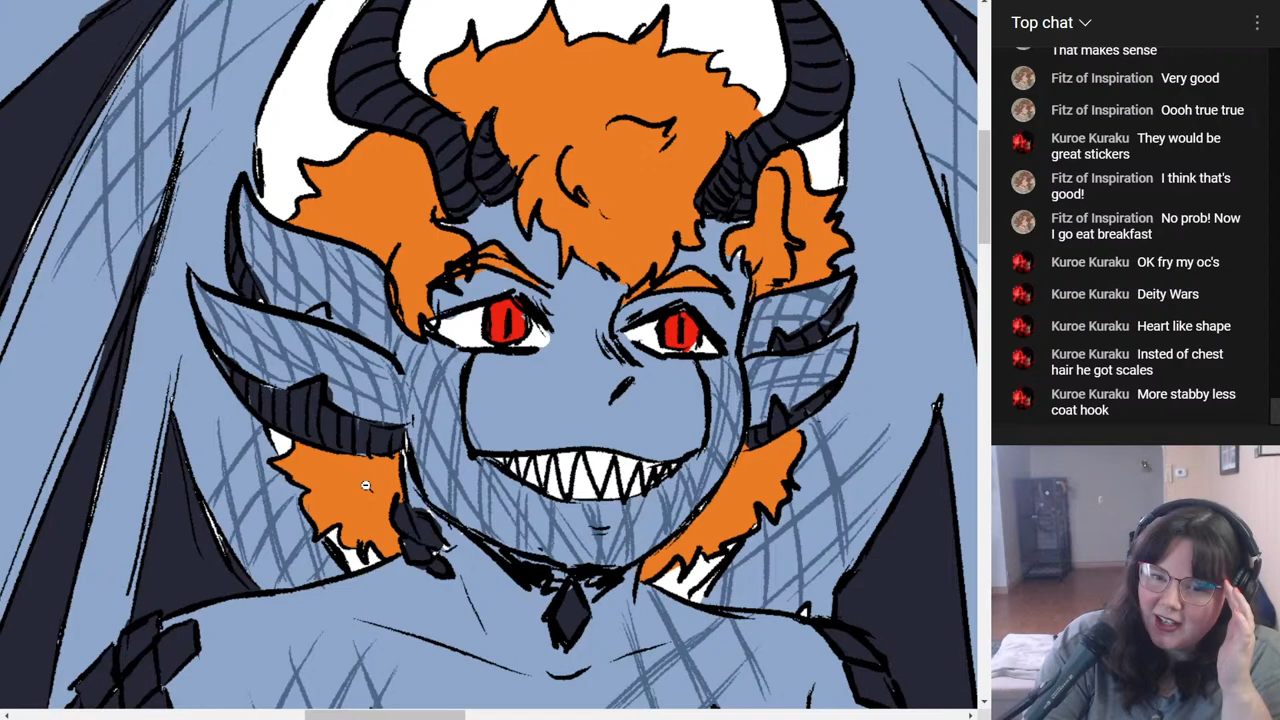 Top chat
That makes sense
Fitz of Inspiration Very good
Fitz of Inspiration Oooh true true
Kuroe Kuraku They would be
great stickers
Fitz of Inspiration I think that's
good!
Fitz of Inspiration No prob! Now
I go eat breakfast
Kuroe Kuraku OK fry my oc's
Kuroe Kuraku Deity Wars
Kuroe Kuraku Heart like shape
Kuroe Kuraku Insted of chest
hair he got scales
Kuroe Kuraku More stabby less
coat hook